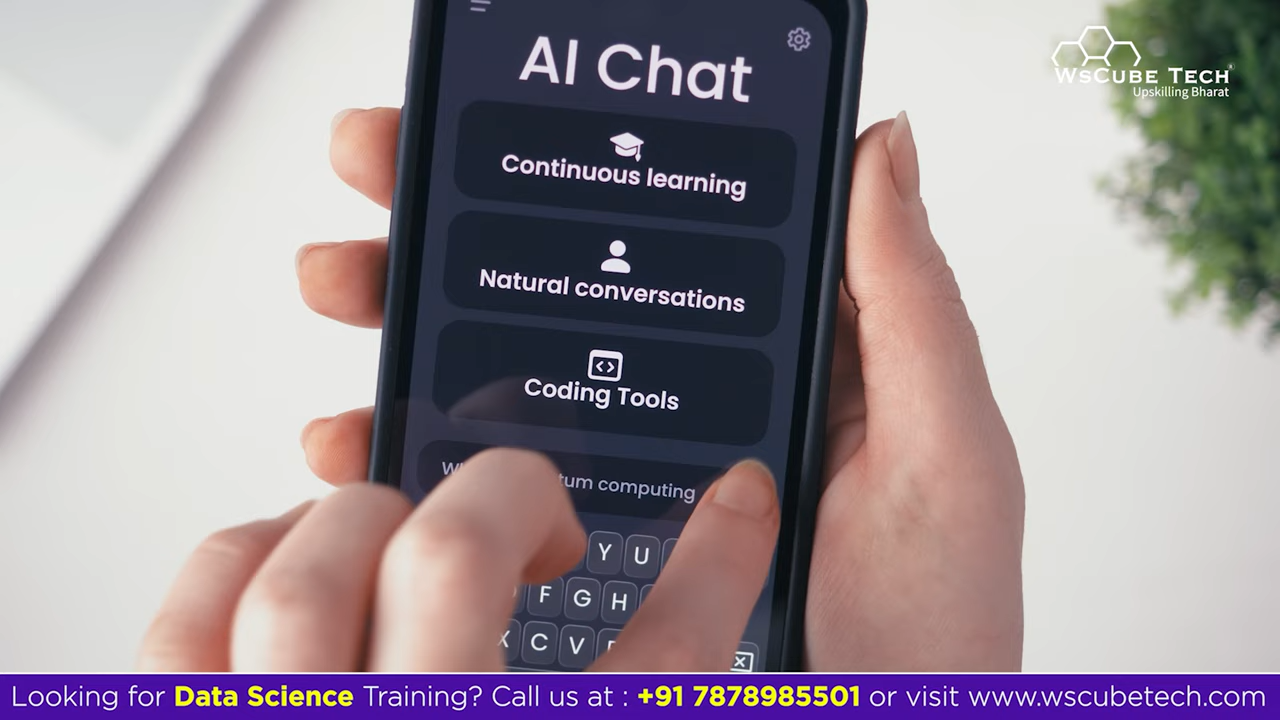 AI Chat
WSCUBE TECH
Upskilling Bharat
Continuous learning
Natural conversations
Coding Tools
computing
Y U
F G H
X C V
Looking for Data Science Training? Call us at : +91 7878985501 or visit www.wscubetech.com